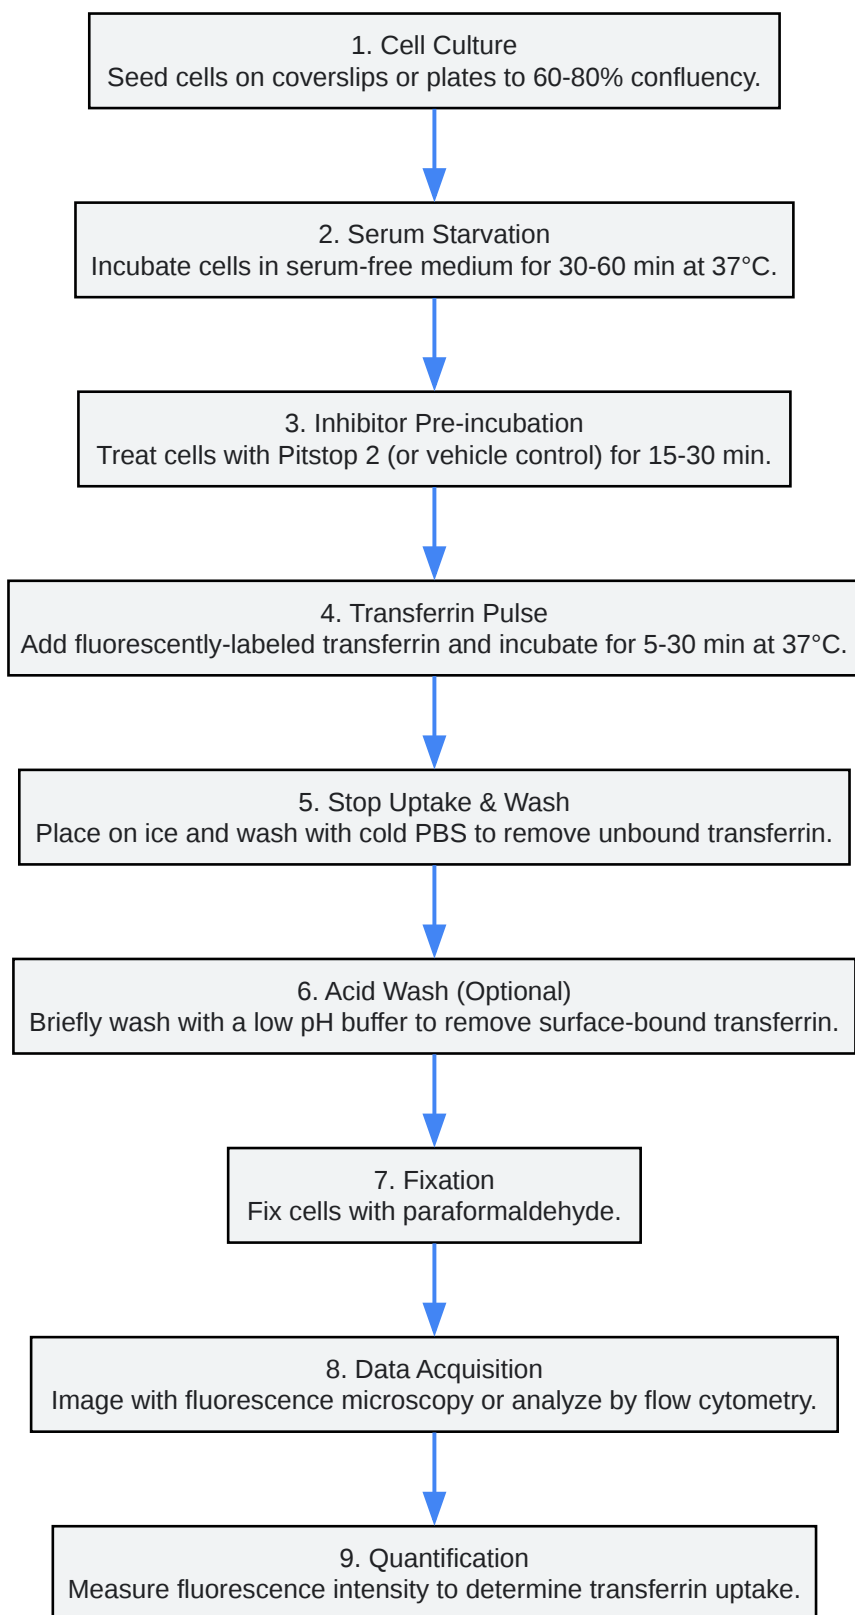 1. Cell Culture
Seed cells on coverslips or plates to 60-80% confluency.
2. Serum Starvation
Incubate cells in serum-free medium for 30-60 min at 37°C.
3. Inhibitor Pre-incubation
Treat cells with Pitstop 2 (or vehicle control) for 15-30 min.
4. Transferrin Pulse
Add fluorescently-labeled transferrin and incubate for 5-30 min at 37°C.
5. Stop Uptake & Wash
Place on ice and wash with cold PBS to remove unbound transferrin.
6. Acid Wash (Optional)
Briefly wash with a low pH buffer to remove surface-bound transferrin.
7. Fixation
Fix cells with paraformaldehyde.
8. Data Acquisition
Image with fluorescence microscopy or analyze by flow cytometry.
9. Quantification
Measure fluorescence intensity to determine transferrin uptake.